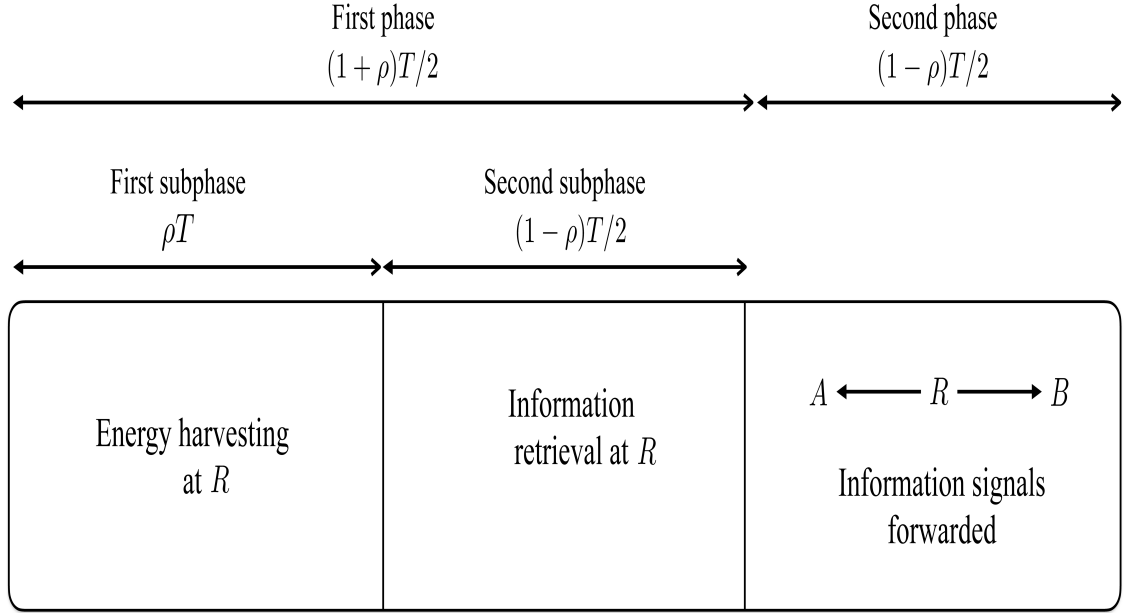 First phase
(1 + ρ)T/2
Second phase
(1 − ρ)T/2
First subphase
ρT
Second subphase
(1 − ρ)T/2
Energy harvesting
at R
Information
retrieval at R
A R B
Information signals
forwarded